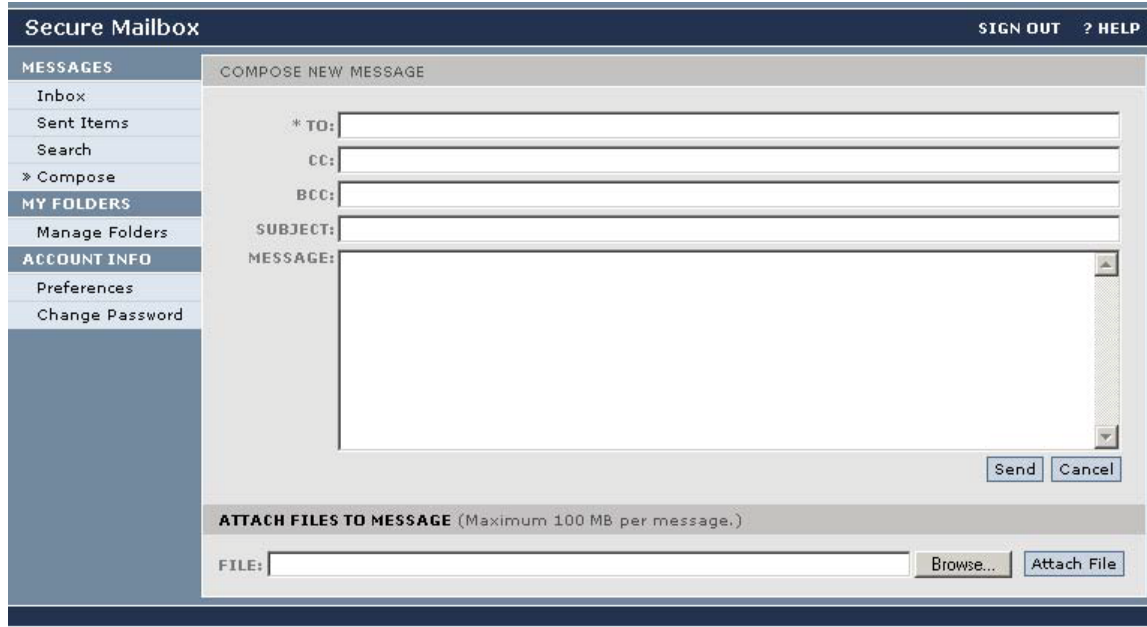 Secure Mailbox
SIGN OUT ? HELP
MESSAGES
Inbox
Sent Items
Search
» Compose
MY FOLDERS
Manage Folders
ACCOUNT INFO
Preferences
Change Password
COMPOSE NEW MESSAGE
* TO:
CC:
BCC:
SUBJECT:
MESSAGE:
Send Cancel
ATTACH FILES TO MESSAGE (Maximum 100 MB per message.)
FILE: Browse... Attach File